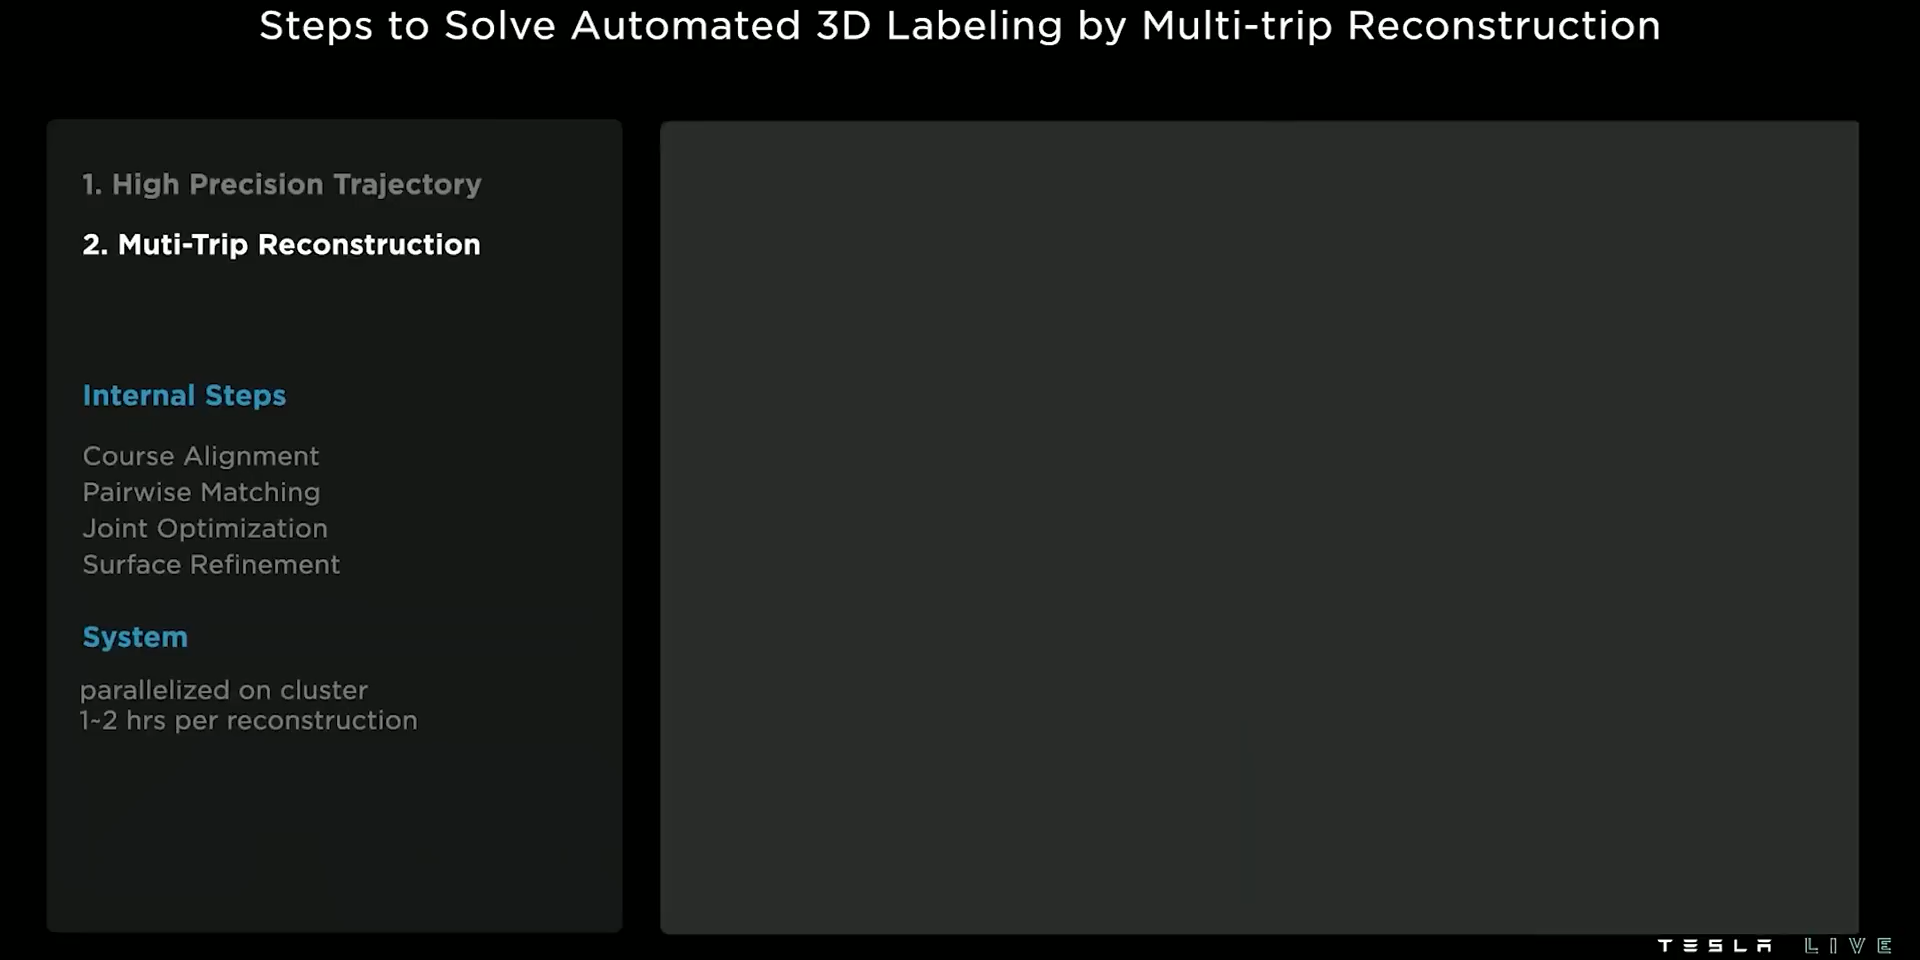 Steps to Solve Automated 3D Labeling by Multi-trip Reconstruction
1. High Precision Trajectory
2. Muti-Trip Reconstruction
Internal Steps
Course Alignment
Pairwise Matching
Joint Optimization
Surface Refinement
System
parallelized on cluster
1~2 hrs per reconstruction
TESLA LIVE